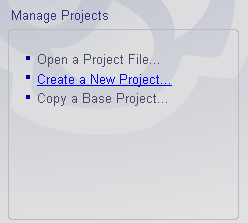 Manage Projects
Open a Project File...
Create a New Project...
Copy a Base Project...